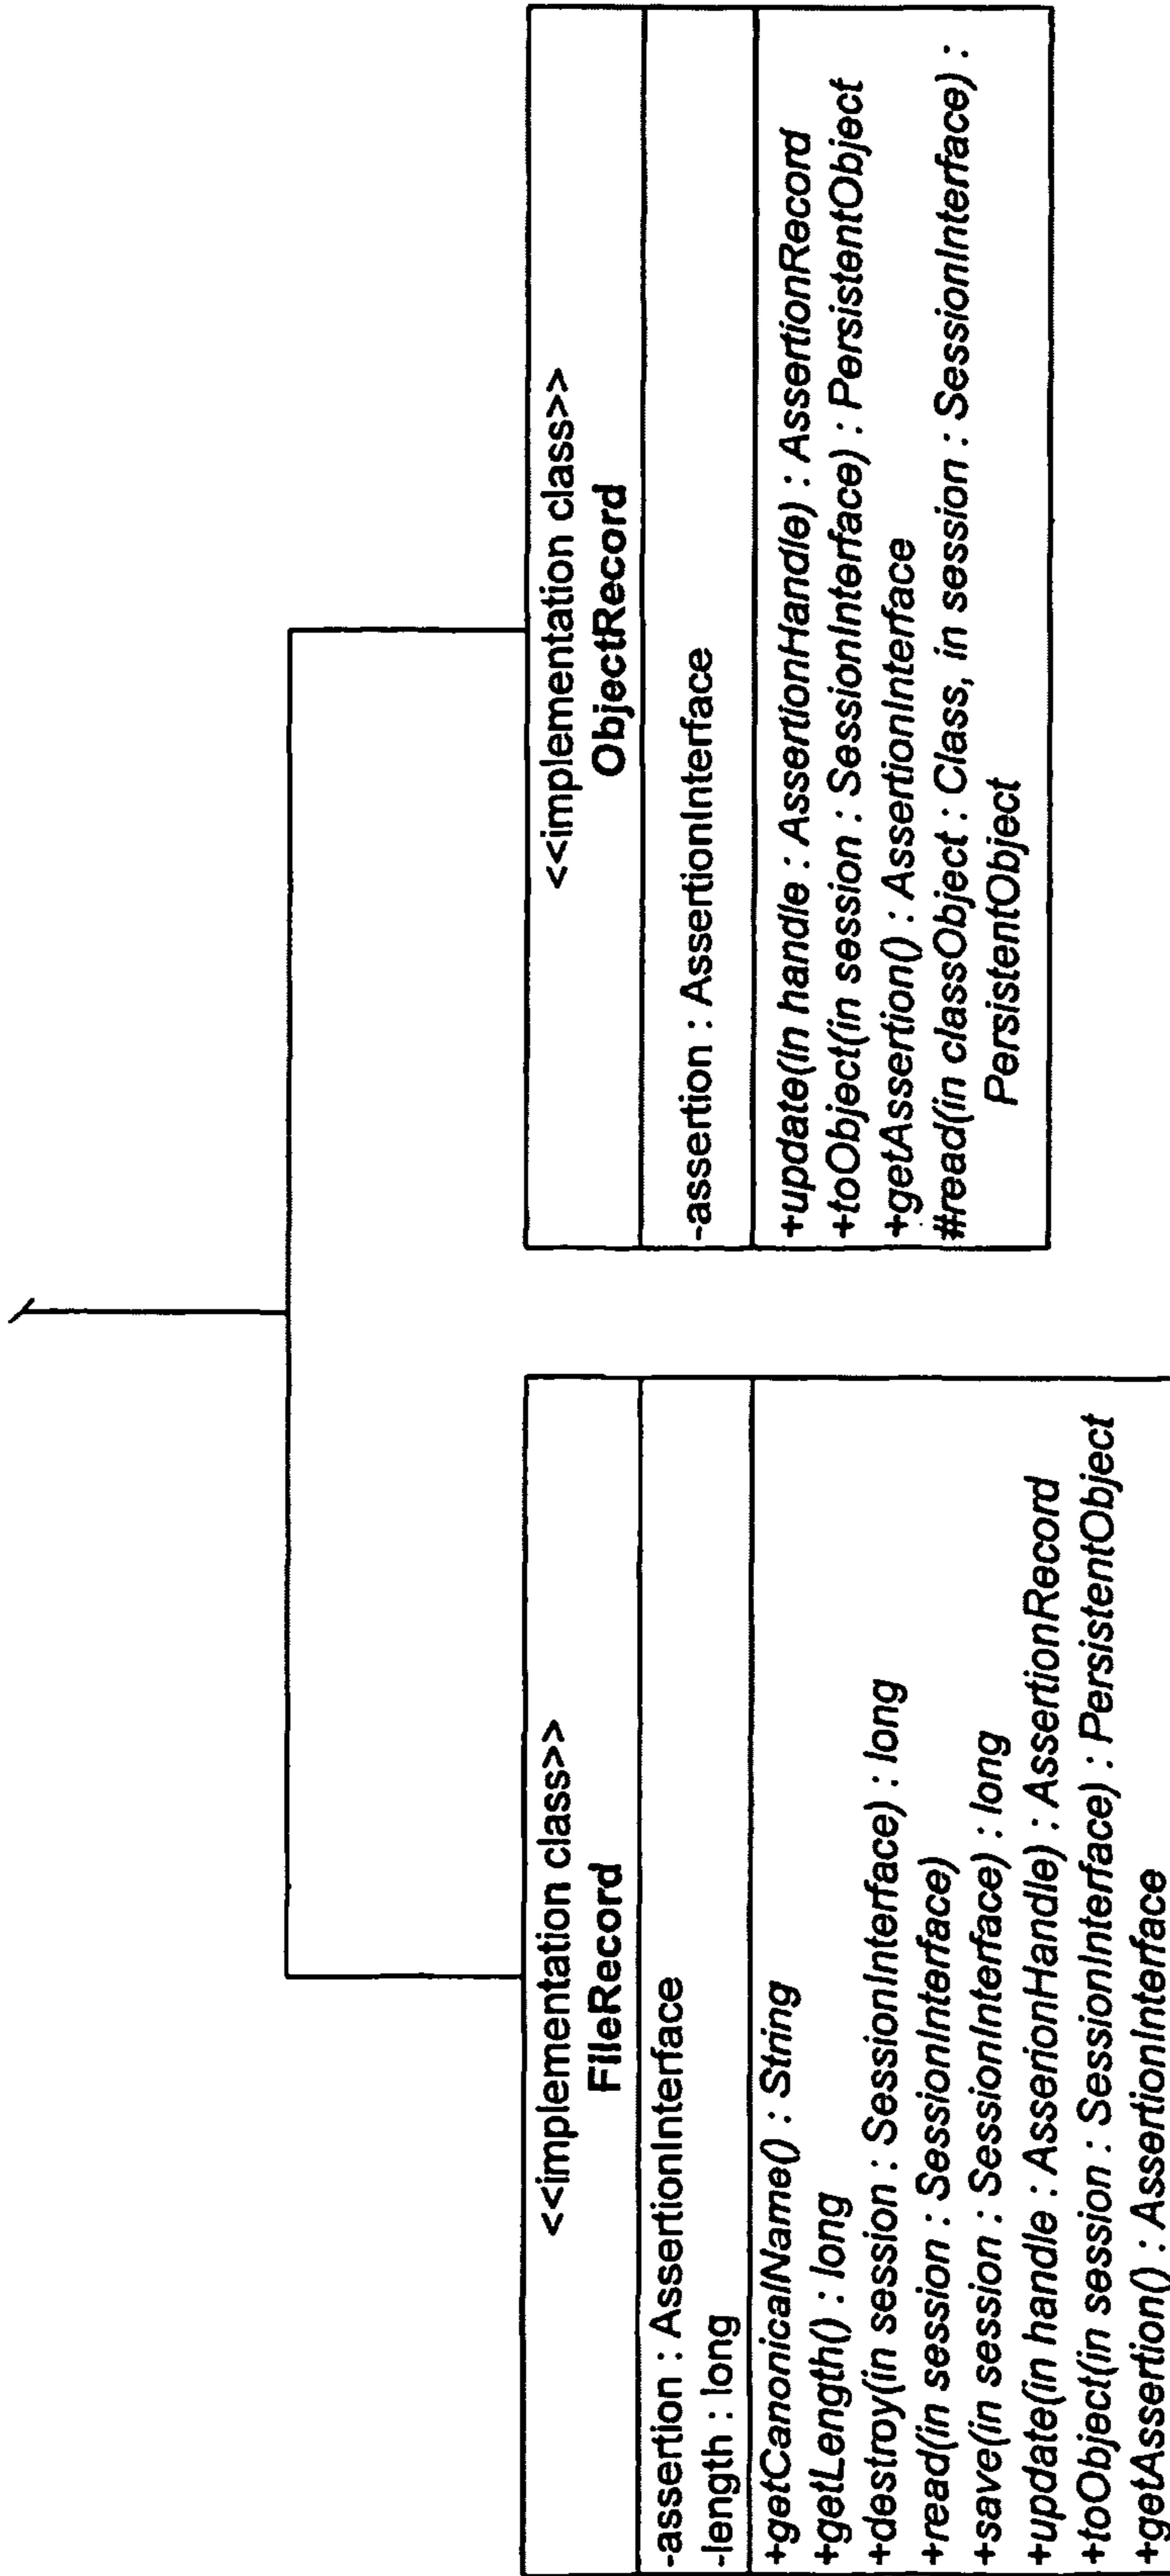 <<implementation class>>
FileRecord
-assertion : AssertionInterface
-length : long
+getCanonicalName() : String
+getLength() : long
+destroy(in session : SessionInterface) : long
+read(in session : SessionInterface)
+save(in session : SessionInterface) : long
+update(in handle : AsserionHandle) : AssertionRecord
+toObject(in session : SessionInterface) : PersistentObject
+getAssertion() : AssertionInterface
<<implementation class>>
ObjectRecord
-assertion : AssertionInterface
+update(in handle : AssertionHandle) : AssertionRecord
+toObject(in session : SessionInterface) : PersistentObject
+getAssertion() : AssertionInterface
#read(in classObject : Class, in session : SessionInterface) :
PersistentObject